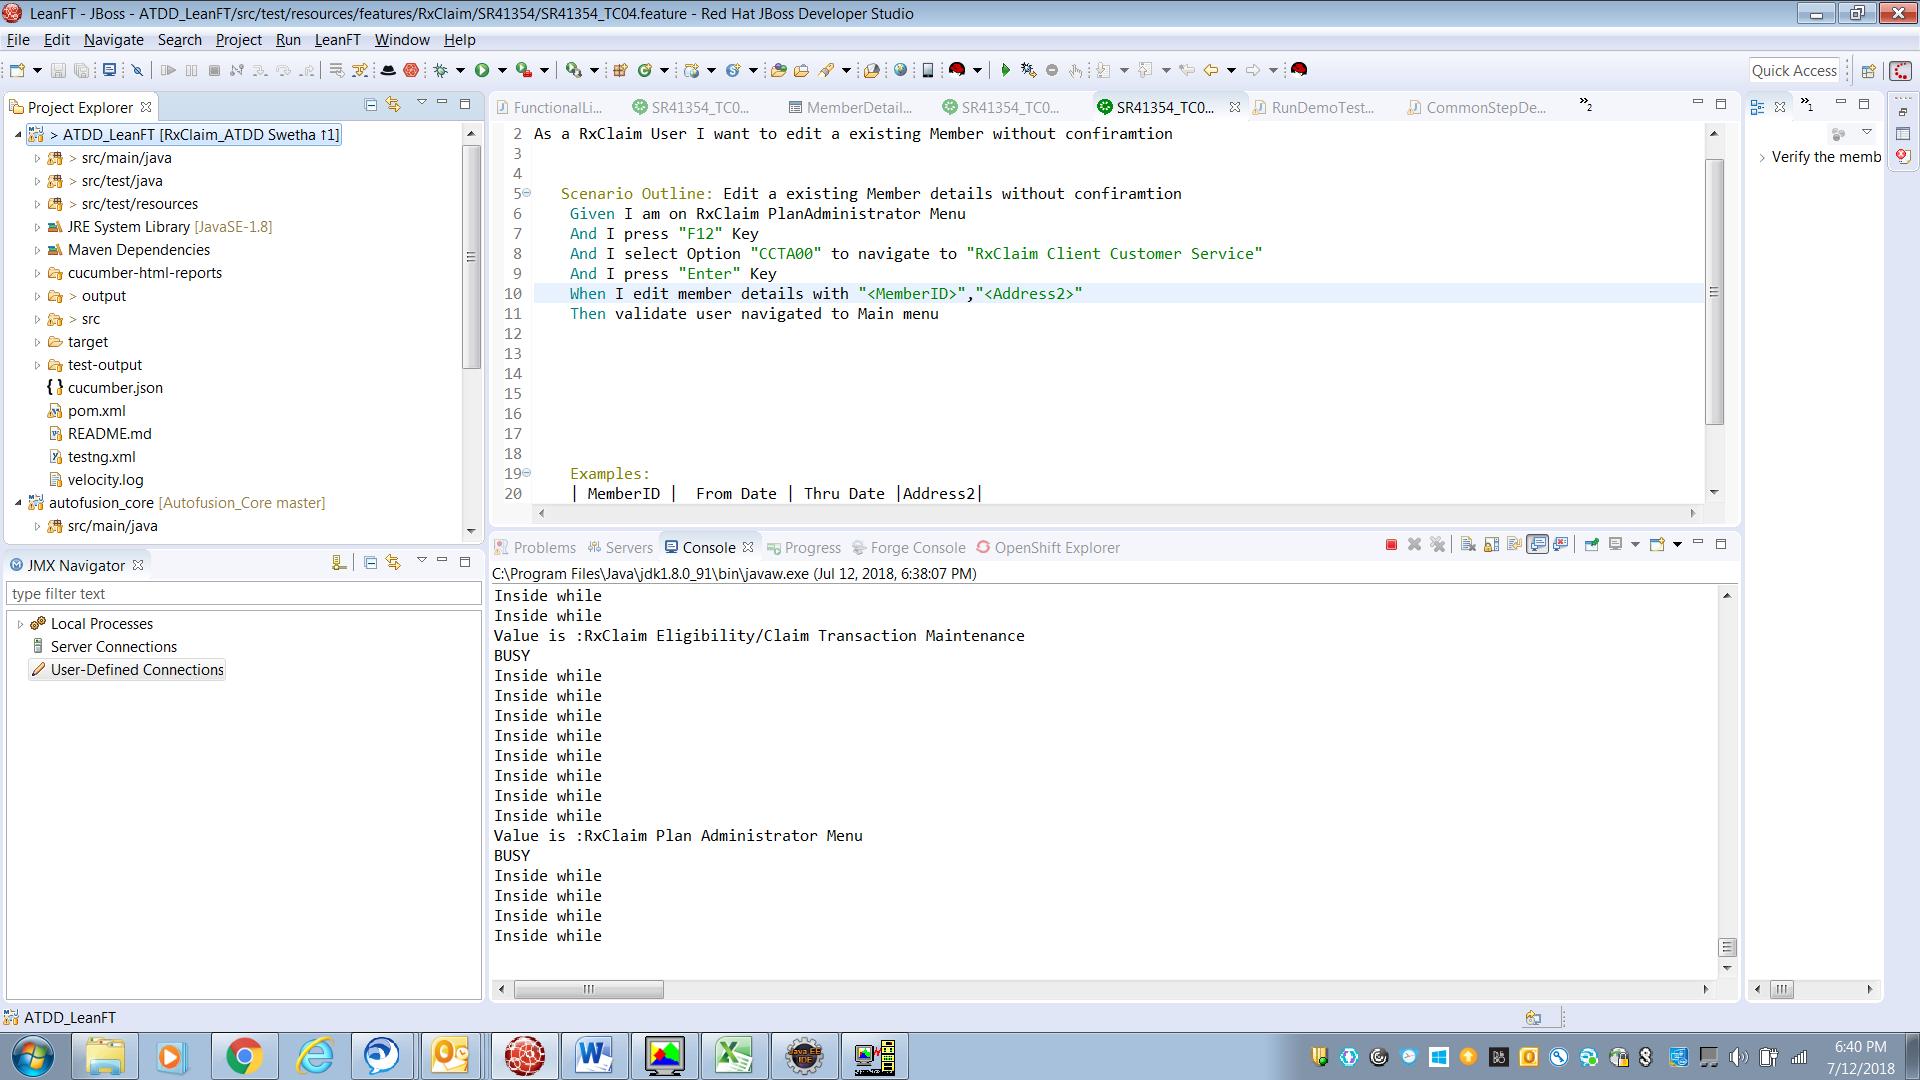 LeanFT - JBoss - ATDD_LeanFT/src/test/resources/features/RxClaim/SR41354/SR41354_TC04.feature - Red Hat JBoss Developer Studio
File Edit Navigate Search Project Run LeanFT Window Help
Quick Access
Project Explorer
> ATDD_LeanFT [RxClaim_ATDD Swetha ↑1]
> src/main/java
> src/test/java
> src/test/resources
JRE System Library [JavaSE-1.8]
Maven Dependencies
cucumber-html-reports
> output
> src
target
test-output
cucumber.json
pom.xml
README.md
testng.xml
velocity.log
autofusion_core [Autofusion_Core master]
src/main/java
JMX Navigator
type filter text
Local Processes
Server Connections
User-Defined Connections
FunctionalLi... SR41354_TC0... MemberDetail... SR41354_TC0... SR41354_TC0... RunDemoTest... CommonStepDe... »2
2 As a RxClaim User I want to edit a existing Member without confiramtion
3
4
5 Scenario Outline: Edit a existing Member details without confiramtion
6 Given I am on RxClaim PlanAdministrator Menu
7 And I press "F12" Key
8 And I select Option "CCTA00" to navigate to "RxClaim Client Customer Service"
9 And I press "Enter" Key
10 When I edit member details with "<MemberID>","<Address2>"
11 Then validate user navigated to Main menu
12
13
14
15
16
17
18
19 Examples:
20 | MemberID | From Date | Thru Date |Address2|
»1
Verify the memb
Problems Servers Console Progress Forge Console OpenShift Explorer
C:\Program Files\Java\jdk1.8.0_91\bin\javaw.exe (Jul 12, 2018, 6:38:07 PM)
Inside while
Inside while
Value is :RxClaim Eligibility/Claim Transaction Maintenance
BUSY
Inside while
Inside while
Inside while
Inside while
Inside while
Inside while
Inside while
Inside while
Value is :RxClaim Plan Administrator Menu
BUSY
Inside while
Inside while
Inside while
Inside while
ATDD_LeanFT
6:40 PM
7/12/2018